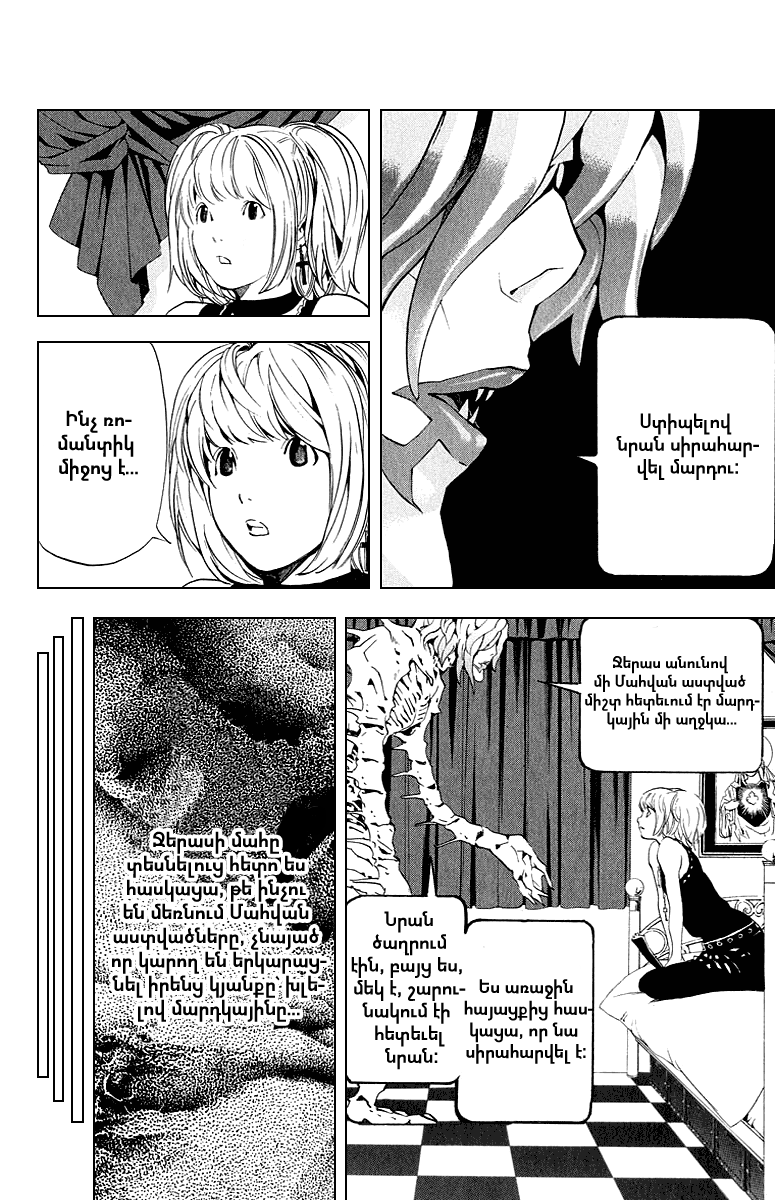 Ստիպելով
նրան սիրահար-
վել մարդու:
Ինչ ռո-
մանտիկ
միջոց է...
Ջերաս անունով
մի Մահվան աստված
միշտ հետեւում էր մարդ-
կային մի աղջկա...
Ես առաջին
հայացքից հաս-
կացա, որ նա
սիրահարվել է:
Նրան
ծաղրում
էին, բայց ես,
մեկ է, շարու-
նակում էի
հետեւել
նրան:
Ջերասի մահը
տեսնելուց հետո ես
հասկացա, թե ինչու
են մեռնում Մահվան
աստվածները, չնայած
որ կարող են երկարաց-
նել իրենց կյանքը՝ խլե-
լով մարդկայինը...